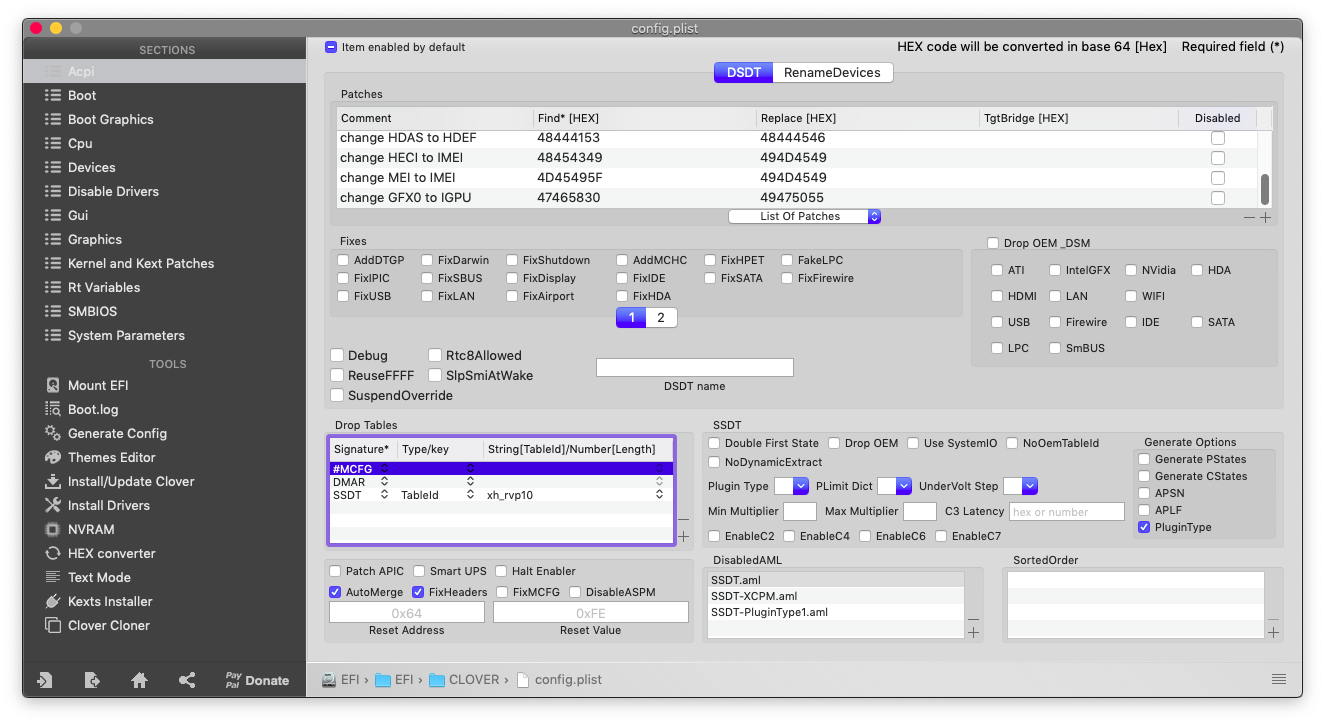 config.plist
SECTIONS
Acpi
Boot
Boot Graphics
Cpu
Devices
Disable Drivers
Gui
Graphics
Kernel and Kext Patches
Rt Variables
SMBIOS
System Parameters
TOOLS
Mount EFI
Boot.log
Generate Config
Themes Editor
Install/Update Clover
Install Drivers
NVRAM
HEX converter
Text Mode
Kexts Installer
Clover Cloner
Pay Pal Donate
Item enabled by default
HEX code will be converted in base 64 [Hex] Required field (*)
DSDT RenameDevices
Patches
Comment Find* [HEX] Replace [HEX] TgtBridge [HEX] Disabled
change HDAS to HDEF 48444153 48444546
change HECI to IMEI 48454349 494D4549
change MEI to IMEI 4D45495F 494D4549
change GFX0 to IGPU 47465830 49475055
List Of Patches
Fixes
AddDTGP FixDarwin FixShutdown AddMCHC FixHPET FakeLPC
FixIPIC FixSBUS FixDisplay FixIDE FixSATA FixFirewire
FixUSB FixLAN FixAirport FixHDA
1 2
Drop OEM _DSM
ATI IntelGFX NVidia HDA
HDMI LAN WIFI
USB Firewire IDE SATA
LPC SmBUS
Debug Rtc8Allowed
ReuseFFFF SlpSmiAtWake
SuspendOverride
DSDT name
Drop Tables
Signature* Type/key String[TableId]/Number[Length]
#MCFG
DMAR
SSDT TableId xh_rvp10
SSDT
Double First State Drop OEM Use SystemIO NoOemTableId
NoDynamicExtract
Plugin Type PLimit Dict UnderVolt Step
Min Multiplier Max Multiplier C3 Latency hex or number
EnableC2 EnableC4 EnableC6 EnableC7
Generate Options
Generate PStates
Generate CStates
APSN
APLF
PluginType
Patch APIC Smart UPS Halt Enabler
AutoMerge FixHeaders FixMCFG DisableASPM
0x64 0xFE
Reset Address Reset Value
DisabledAML
SSDT.aml
SSDT-XCPM.aml
SSDT-PluginType1.aml
SortedOrder
EFI › EFI › CLOVER › config.plist